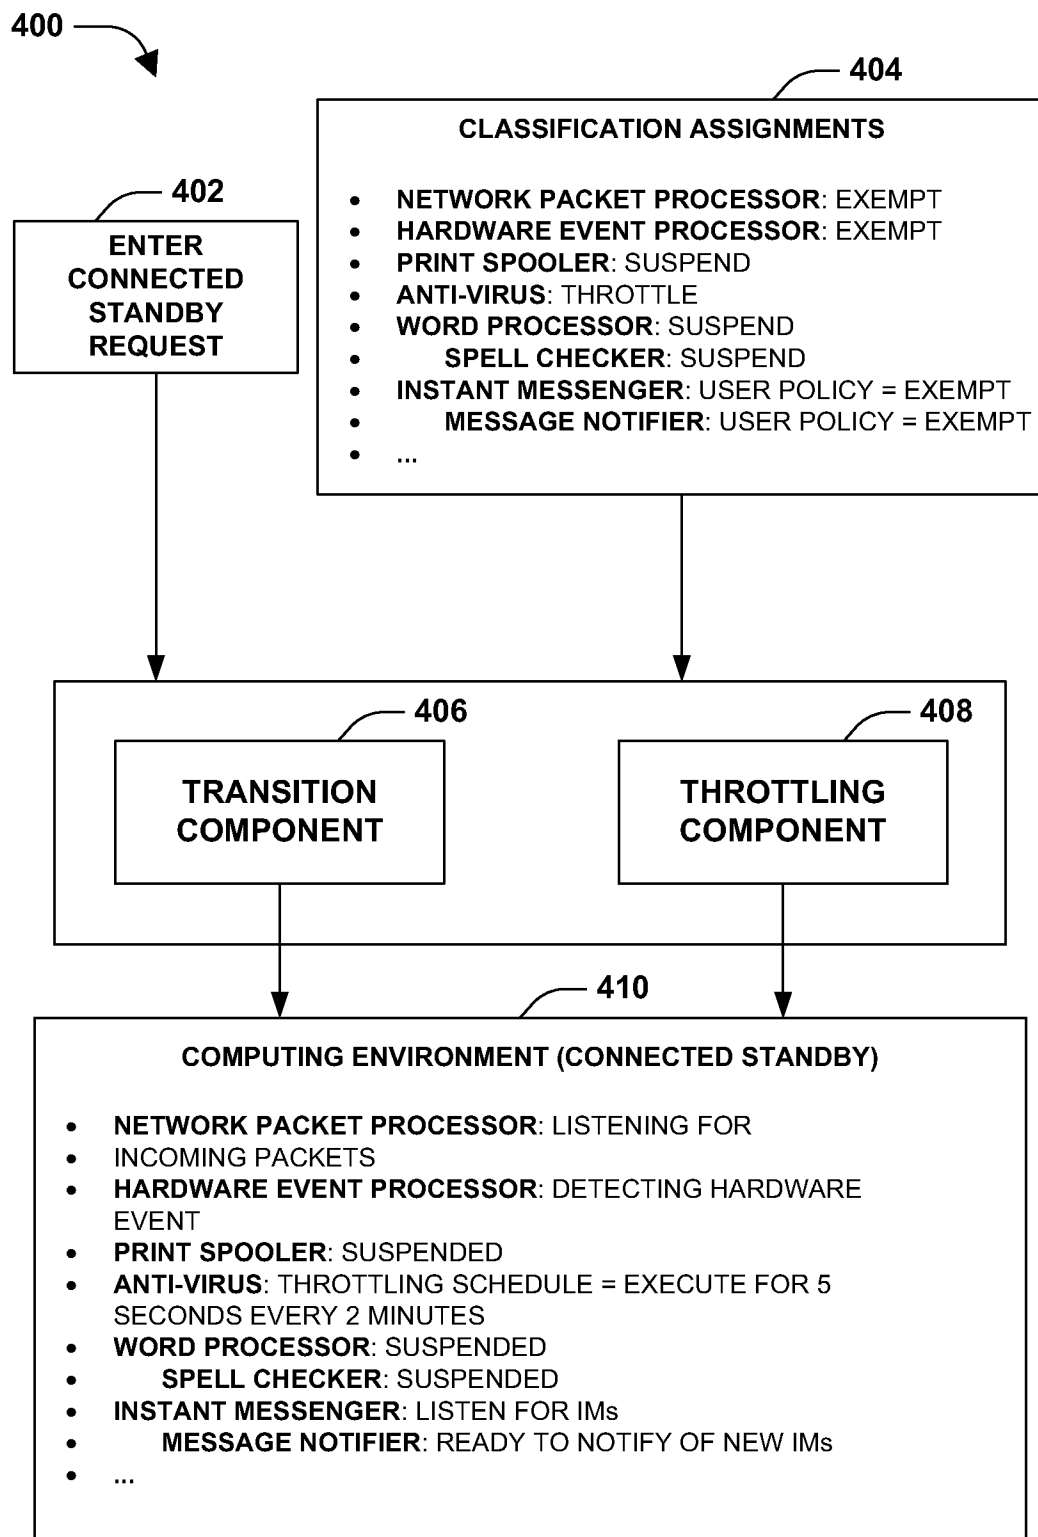 400
404
CLASSIFICATION ASSIGNMENTS
• NETWORK PACKET PROCESSOR: EXEMPT
• HARDWARE EVENT PROCESSOR: EXEMPT
• PRINT SPOOLER: SUSPEND
• ANTI-VIRUS: THROTTLE
• WORD PROCESSOR: SUSPEND
• SPELL CHECKER: SUSPEND
• INSTANT MESSENGER: USER POLICY = EXEMPT
• MESSAGE NOTIFIER: USER POLICY = EXEMPT
• ...
402
ENTER
CONNECTED
STANDBY
REQUEST
406
TRANSITION
COMPONENT
408
THROTTLING
COMPONENT
410
COMPUTING ENVIRONMENT (CONNECTED STANDBY)
• NETWORK PACKET PROCESSOR: LISTENING FOR
• INCOMING PACKETS
• HARDWARE EVENT PROCESSOR: DETECTING HARDWARE
EVENT
• PRINT SPOOLER: SUSPENDED
• ANTI-VIRUS: THROTTLING SCHEDULE = EXECUTE FOR 5
SECONDS EVERY 2 MINUTES
• WORD PROCESSOR: SUSPENDED
• SPELL CHECKER: SUSPENDED
• INSTANT MESSENGER: LISTEN FOR IMs
• MESSAGE NOTIFIER: READY TO NOTIFY OF NEW IMs
• ...